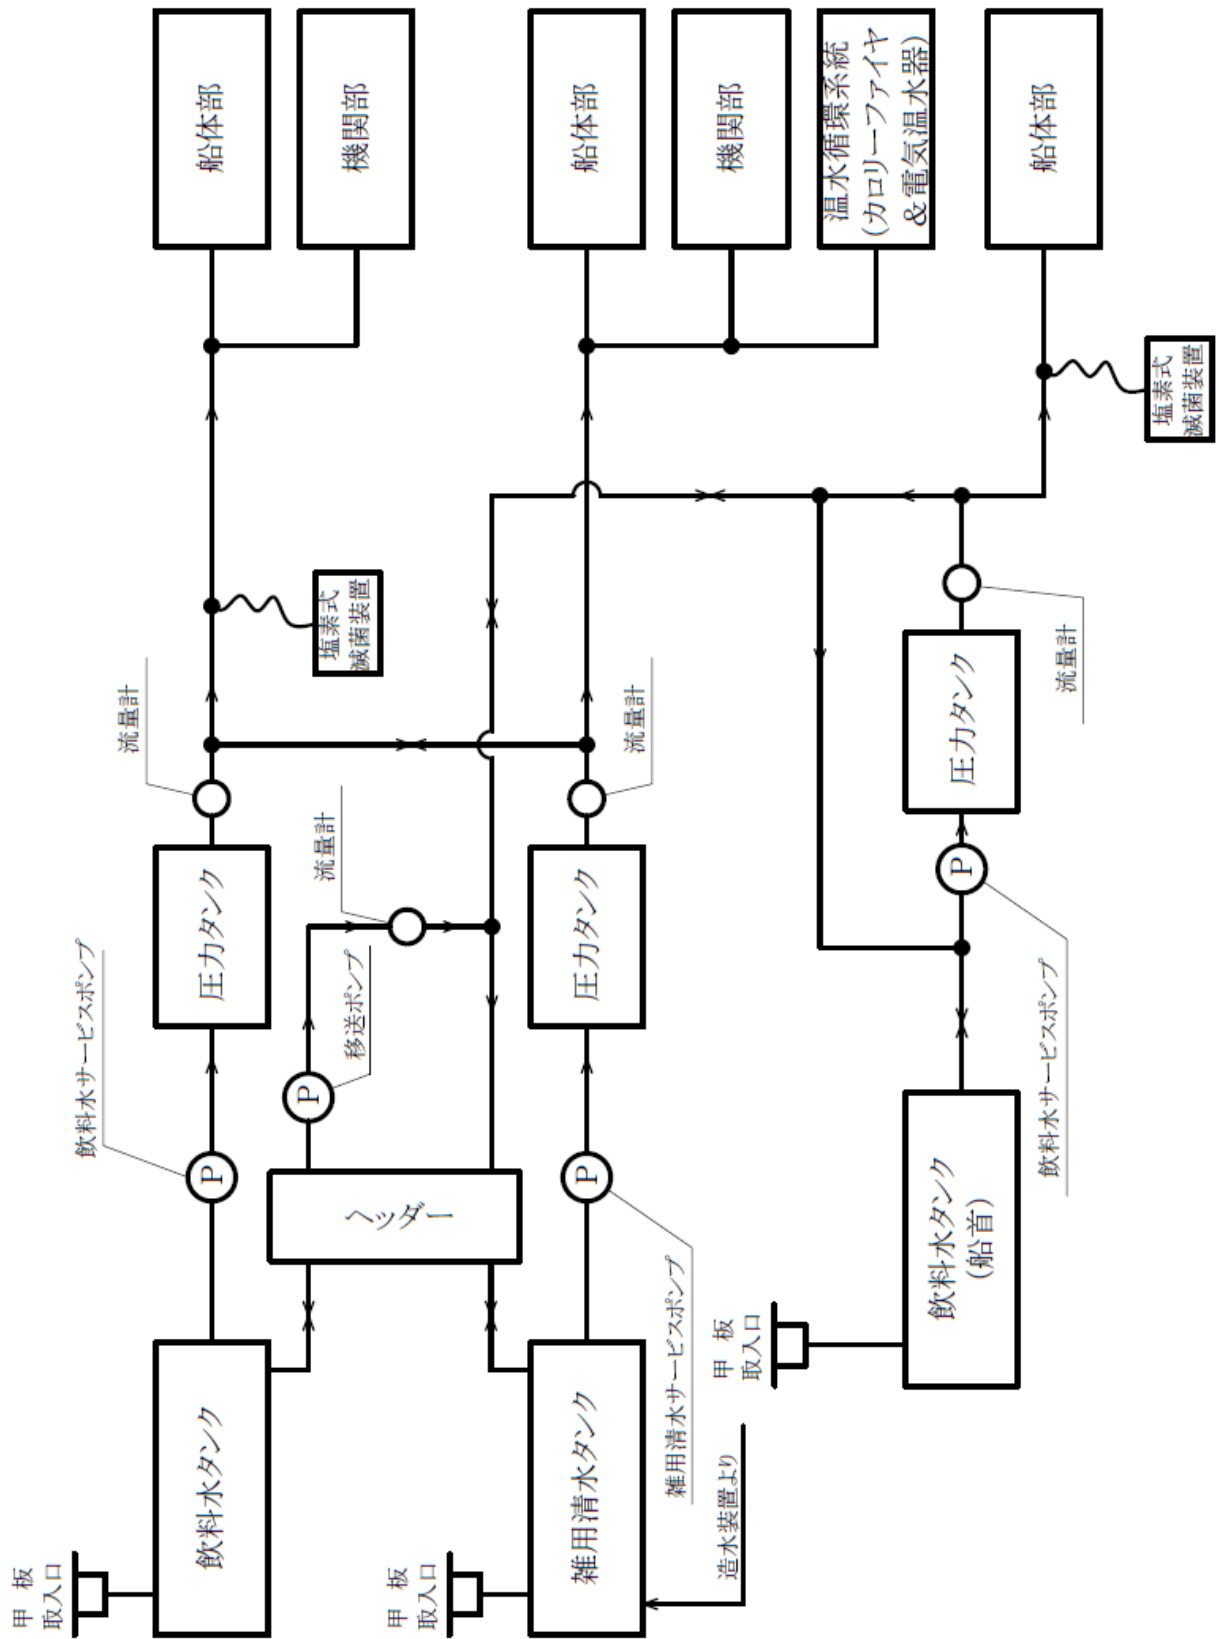 甲 板
取入口
飲料水タンク
飲料水サービスポンプ
P
圧力タンク
流量計
塩素式
滅菌装置
船体部
機関部
ヘッダー
P
移送ポンプ
流量計
甲 板
取入口
雑用清水タンク
造水装置より
雑用清水サービスポンプ
P
圧力タンク
流量計
船体部
機関部
温水循環系統
(カロリーファイヤ
&電気温水器)
甲 板
取入口
飲料水タンク
(船首)
飲料水サービスポンプ
P
圧力タンク
流量計
塩素式
滅菌装置
船体部